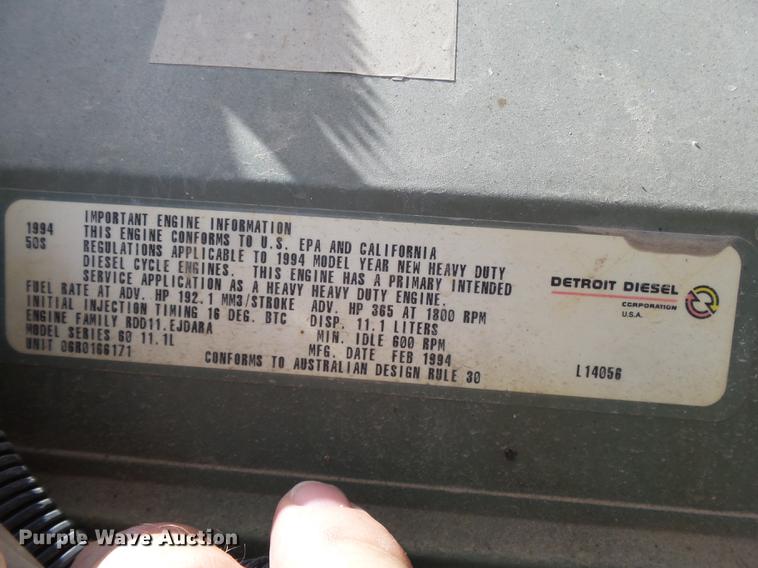 1994
50S
IMPORTANT ENGINE INFORMATION
THIS ENGINE CONFORMS TO U.S. EPA AND CALIFORNIA
REGULATIONS APPLICABLE TO 1994 MODEL YEAR NEW HEAVY DUTY
DIESEL CYCLE ENGINES. THIS ENGINE HAS A PRIMARY INTENDED
SERVICE APPLICATION AS A HEAVY HEAVY DUTY ENGINE.
FUEL RATE AT ADV. HP 192.1 MM3/STROKE ADV. HP 365 AT 1800 RPM
INITIAL INJECTION TIMING 16 DEG. BTC DISP. 11.1 LITERS
ENGINE FAMILY RDD11.EJDARA MIN. IDLE 600 RPM
MODEL SERIES 60 11.1L MFG. DATE FEB 1994
UNIT 06R0166171 CONFORMS TO AUSTRALIAN DESIGN RULE 30
DETROIT DIESEL
CORPORATION
U.S.A.
L14056
Purple Wave Auction